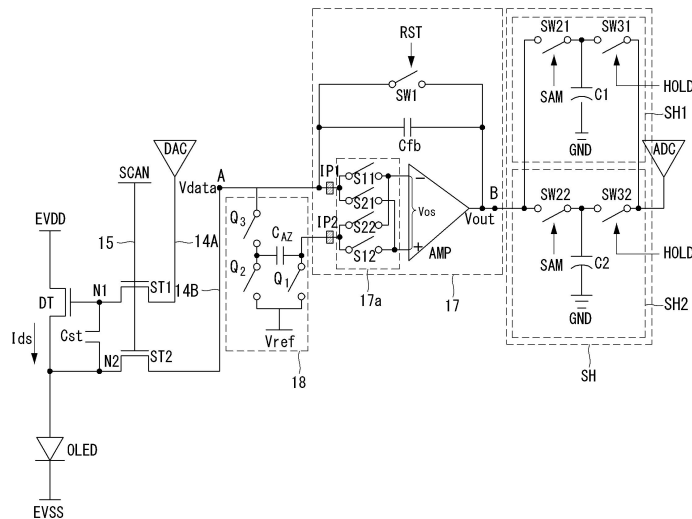 RST
SW1
Cfb
SW21
SW31
SAM
C1
HOLD
GND
SH1
ADC
DAC
SCAN
A
Vdata
IP1
S11
S21
IP2
S22
S12
Vos
AMP
B
Vout
SW22
SW32
SAM
C2
HOLD
GND
SH2
SH
EVDD
15
14A
14B
Q3
CAZ
Q2
Q1
Vref
18
17a
17
DT
N1
ST1
Ids
Cst
N2
ST2
OLED
EVSS